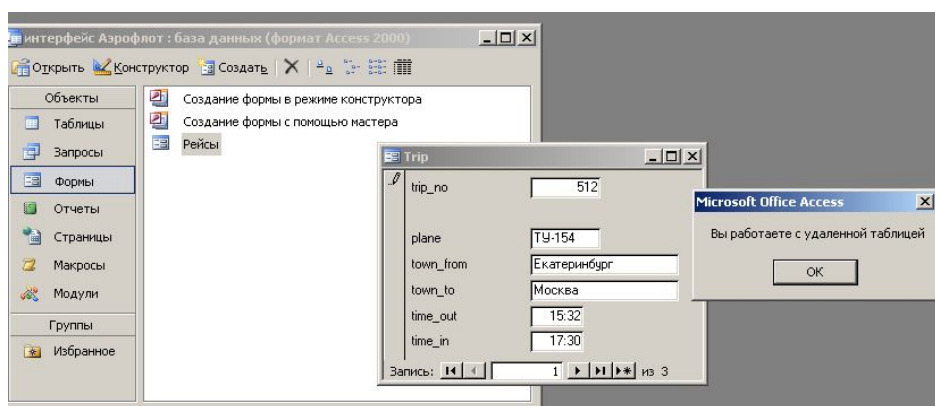 интерфейс Аэрофлот : база данных (формат Access 2000)
Открыть Конструктор Создать
Объекты
Таблицы
Запросы
Формы
Отчеты
Страницы
Макросы
Модули
Группы
Избранное
Создание формы в режиме конструктора
Создание формы с помощью мастера
Рейсы
Trip
trip_no 512
plane ТУ-154
town_from Екатеринбург
town_to Москва
time_out 15:32
time_in 17:30
Запись: 1 из 3
Microsoft Office Access
Вы работаете с удаленной таблицей
OK